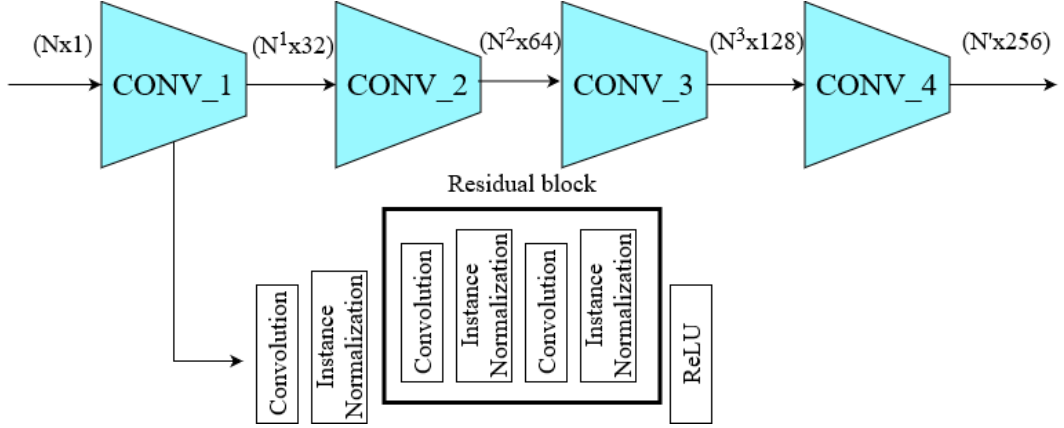 (Nx1)
(N¹x32)
(N²x64)
(N³x128)
(N'x256)
CONV_1
CONV_2
CONV_3
CONV_4
Residual block
Convolution
Instance
Normalization
Convolution
Instance
Normalization
Convolution
Instance
Normalization
ReLU